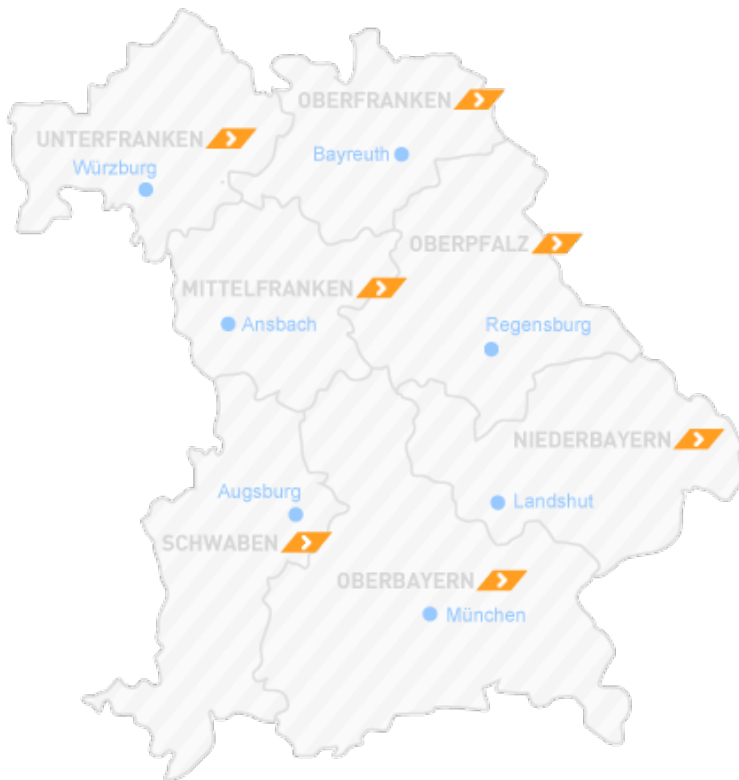 OBERFRANKEN
UNTERFRANKEN
Bayreuth
Würzburg
OBERPFALZ
MITTELFRANKEN
Ansbach
Regensburg
NIEDERBAYERN
Augsburg
Landshut
SCHWABEN
OBERBAYERN
München